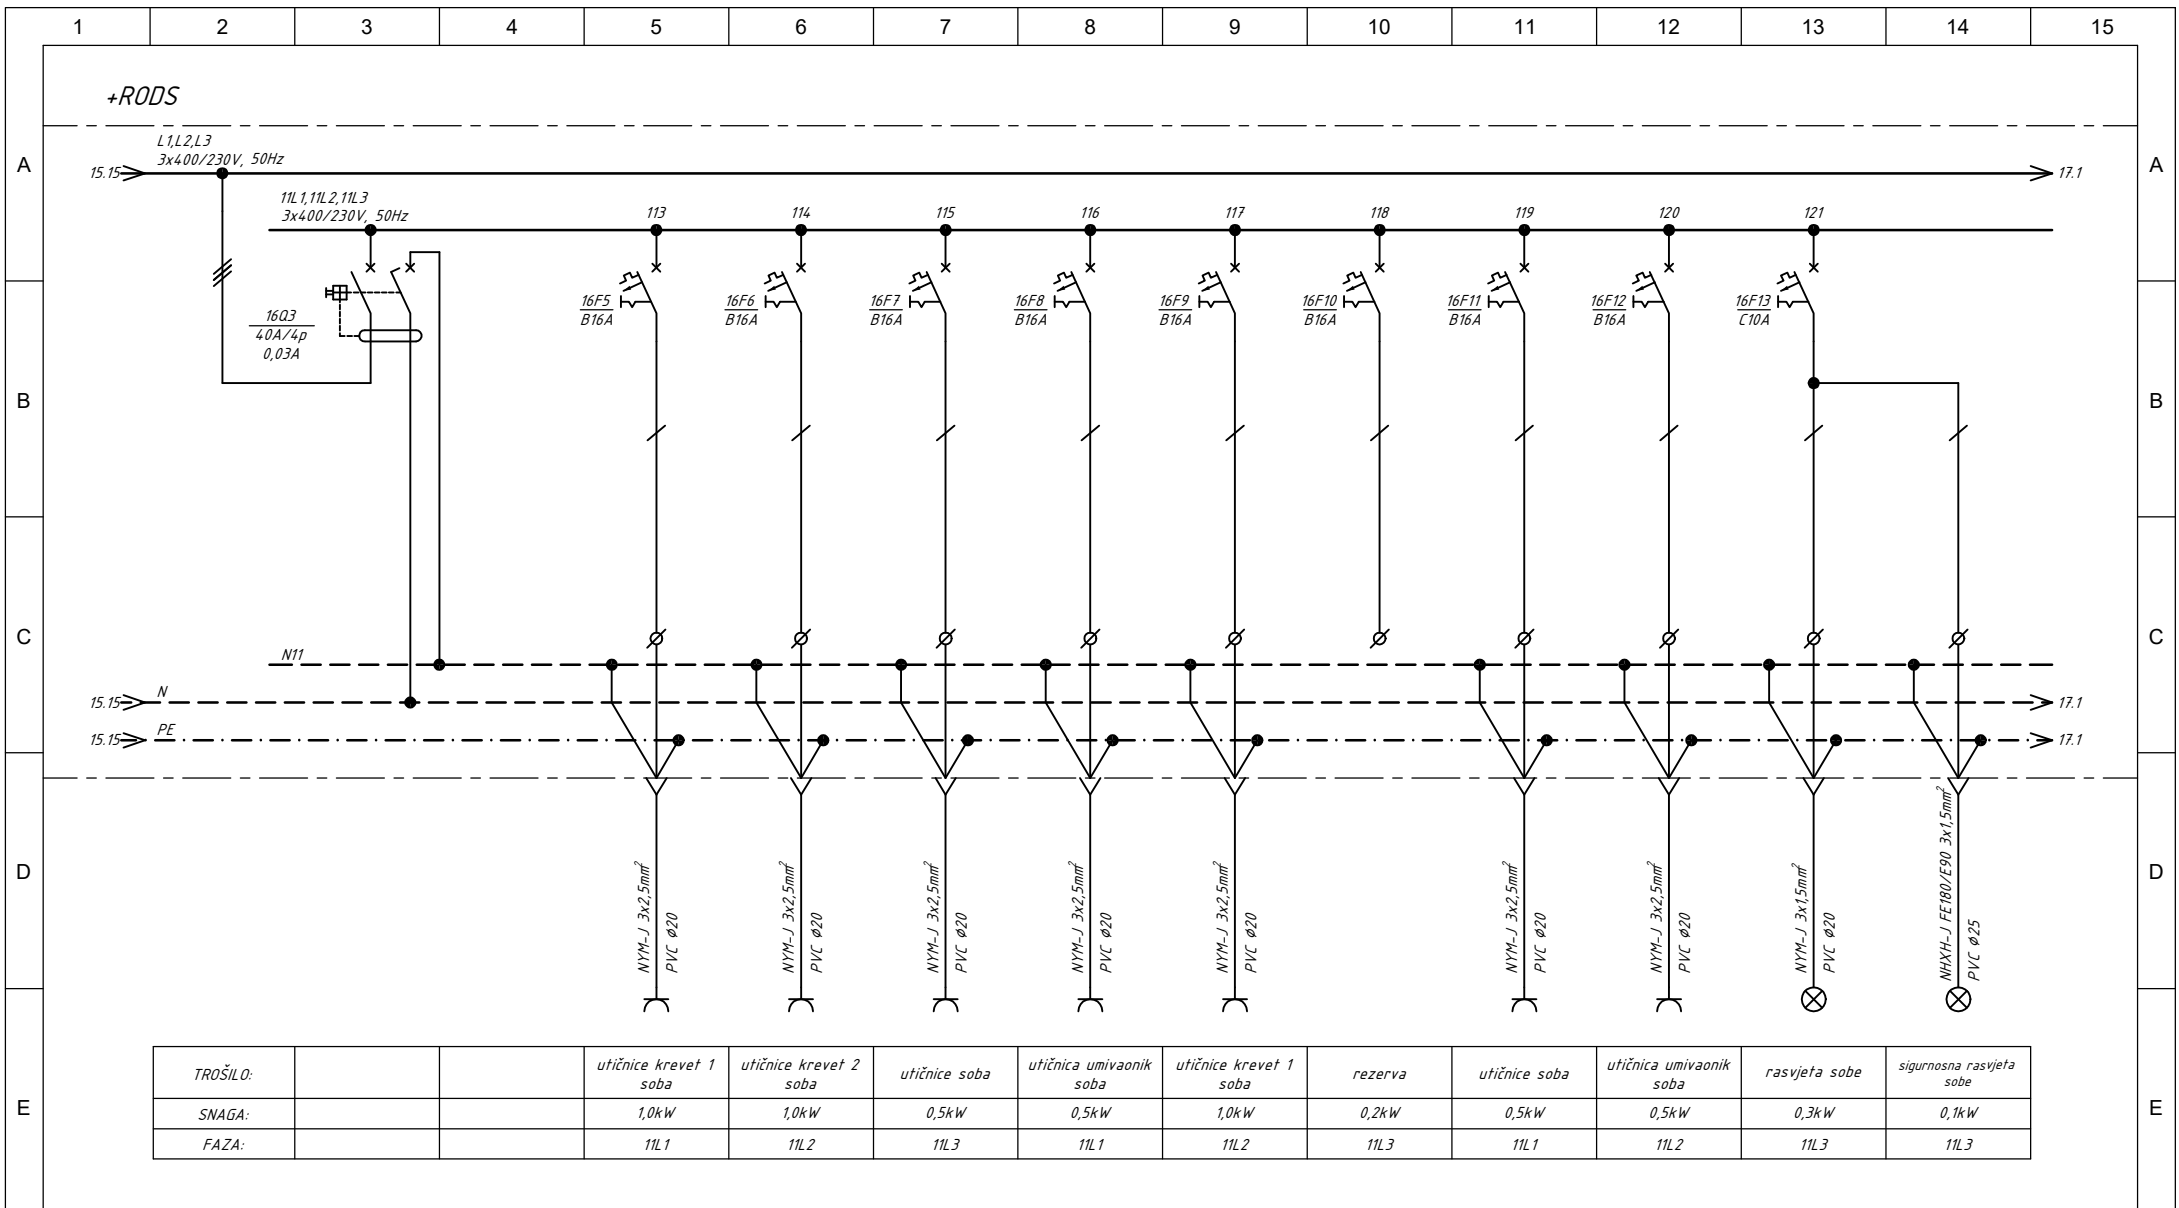 1 2 3 4 5 6 7 8 9 10 11 12 13 14 15
+RODS
L1,L2,L3
3x400/230V, 50Hz
A 15.15 17.1 A
11L1,11L2,11L3
3x400/230V, 50Hz
113 114 115 116 117 118 119 120 121
16F5 16F6 16F7 16F8 16F9 16F10 16F11 16F12 16F13
B16A B16A B16A B16A B16A B16A B16A B16A C10A
16Q3
40A/4p
0,03A
B B
C C
N11
N
15.15 17.1
PE
15.15 17.1
D D
NYM-J 3x2,5mm²
PVC ø20
NYM-J 3x2,5mm²
PVC ø20
NYM-J 3x2,5mm²
PVC ø20
NYM-J 3x2,5mm²
PVC ø20
NYM-J 3x2,5mm²
PVC ø20
NYM-J 3x2,5mm²
PVC ø20
NYM-J 3x2,5mm²
PVC ø20
NYM-J 3x1,5mm²
PVC ø20
NHXH-J FE180/E90 3x1,5mm²
PVC ø25
E E
TROŠILO: utičnice krevet 1 soba utičnice krevet 2 soba utičnice soba utičnica umivaonik soba utičnice krevet 1 soba rezerva utičnice soba utičnica umivaonik soba rasvjeta sobe sigurnosna rasvjeta sobe
SNAGA: 1,0kW 1,0kW 0,5kW 0,5kW 1,0kW 0,2kW 0,5kW 0,5kW 0,3kW 0,1kW
FAZA: 11L1 11L2 11L3 11L1 11L2 11L3 11L1 11L2 11L3 11L3